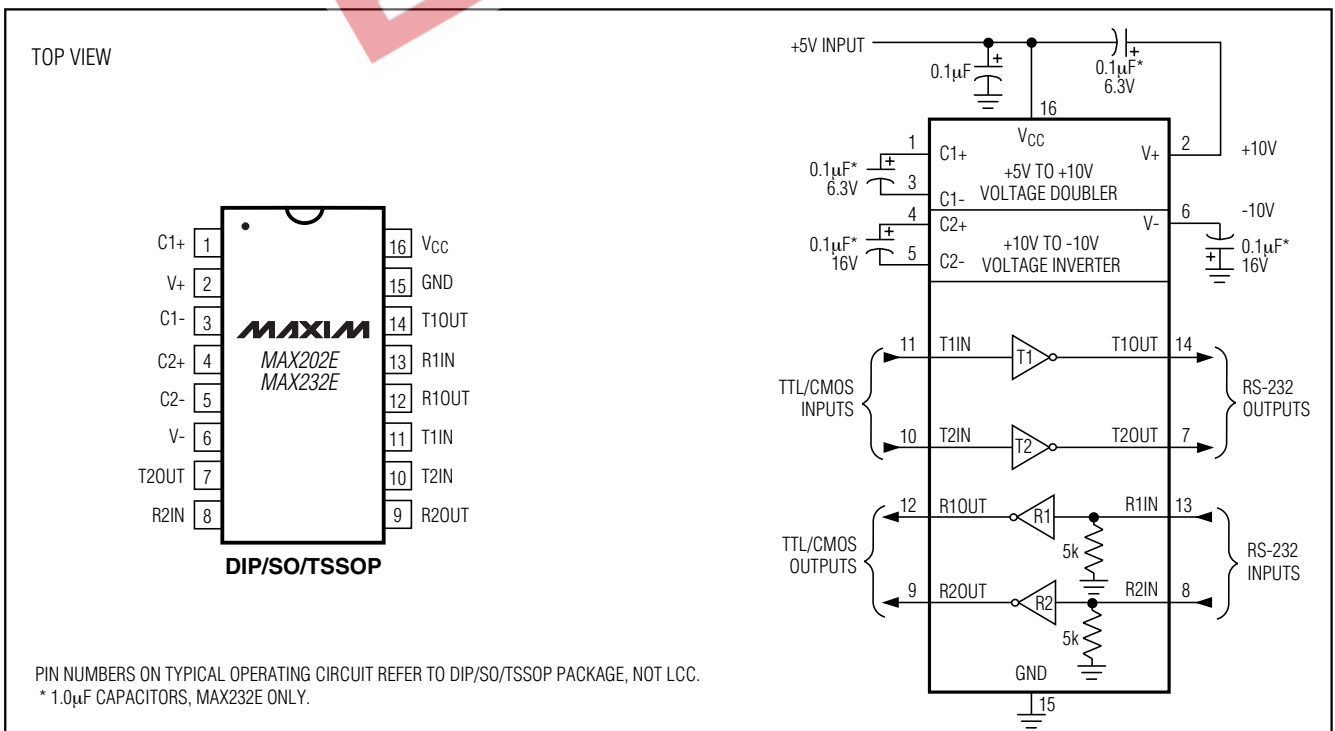 TOP VIEW
C1+ 1
V+ 2
C1- 3
C2+ 4
C2- 5
V- 6
T2OUT 7
R2IN 8
16 VCC
15 GND
14 T1OUT
13 R1IN
12 R1OUT
11 T1IN
10 T2IN
9 R2OUT
MAXIM
MAX202E
MAX232E
DIP/SO/TSSOP
+5V INPUT
0.1µF
+
+
0.1µF*
6.3V
16
VCC
1
C1+
+
0.1µF*
6.3V
3
C1-
+5V TO +10V
VOLTAGE DOUBLER
V+
2
+10V
4
C2+
+
0.1µF*
16V
5
C2-
+10V TO -10V
VOLTAGE INVERTER
V-
6
-10V
+
0.1µF*
16V
TTL/CMOS
INPUTS
11 T1IN T1 T1OUT 14
10 T2IN T2 T2OUT 7
RS-232
OUTPUTS
TTL/CMOS
OUTPUTS
12 R1OUT R1 R1IN 13
5k
9 R2OUT R2 R2IN 8
5k
RS-232
INPUTS
GND
15
PIN NUMBERS ON TYPICAL OPERATING CIRCUIT REFER TO DIP/SO/TSSOP PACKAGE, NOT LCC.
* 1.0µF CAPACITORS, MAX232E ONLY.